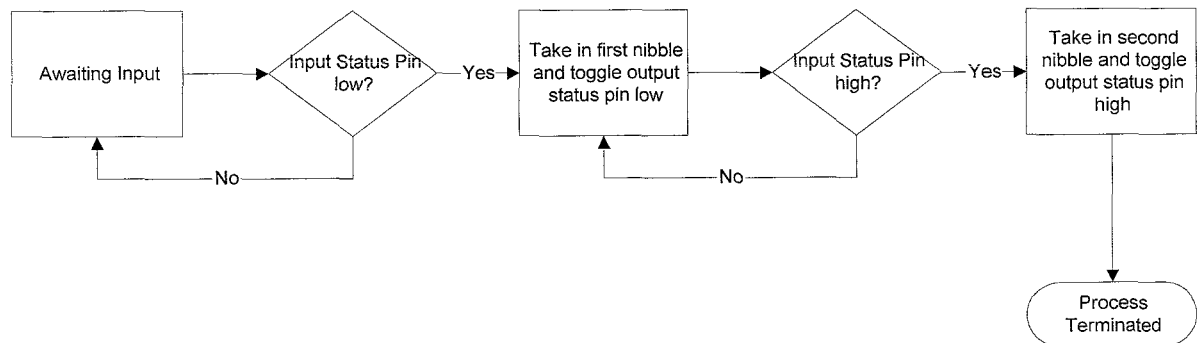 Awaiting Input
Input Status Pin
low?
Yes
Take in first nibble
and toggle output
status pin low
Input Status Pin
high?
Yes
Take in second
nibble and toggle
output status pin
high
No
No
Process
Terminated